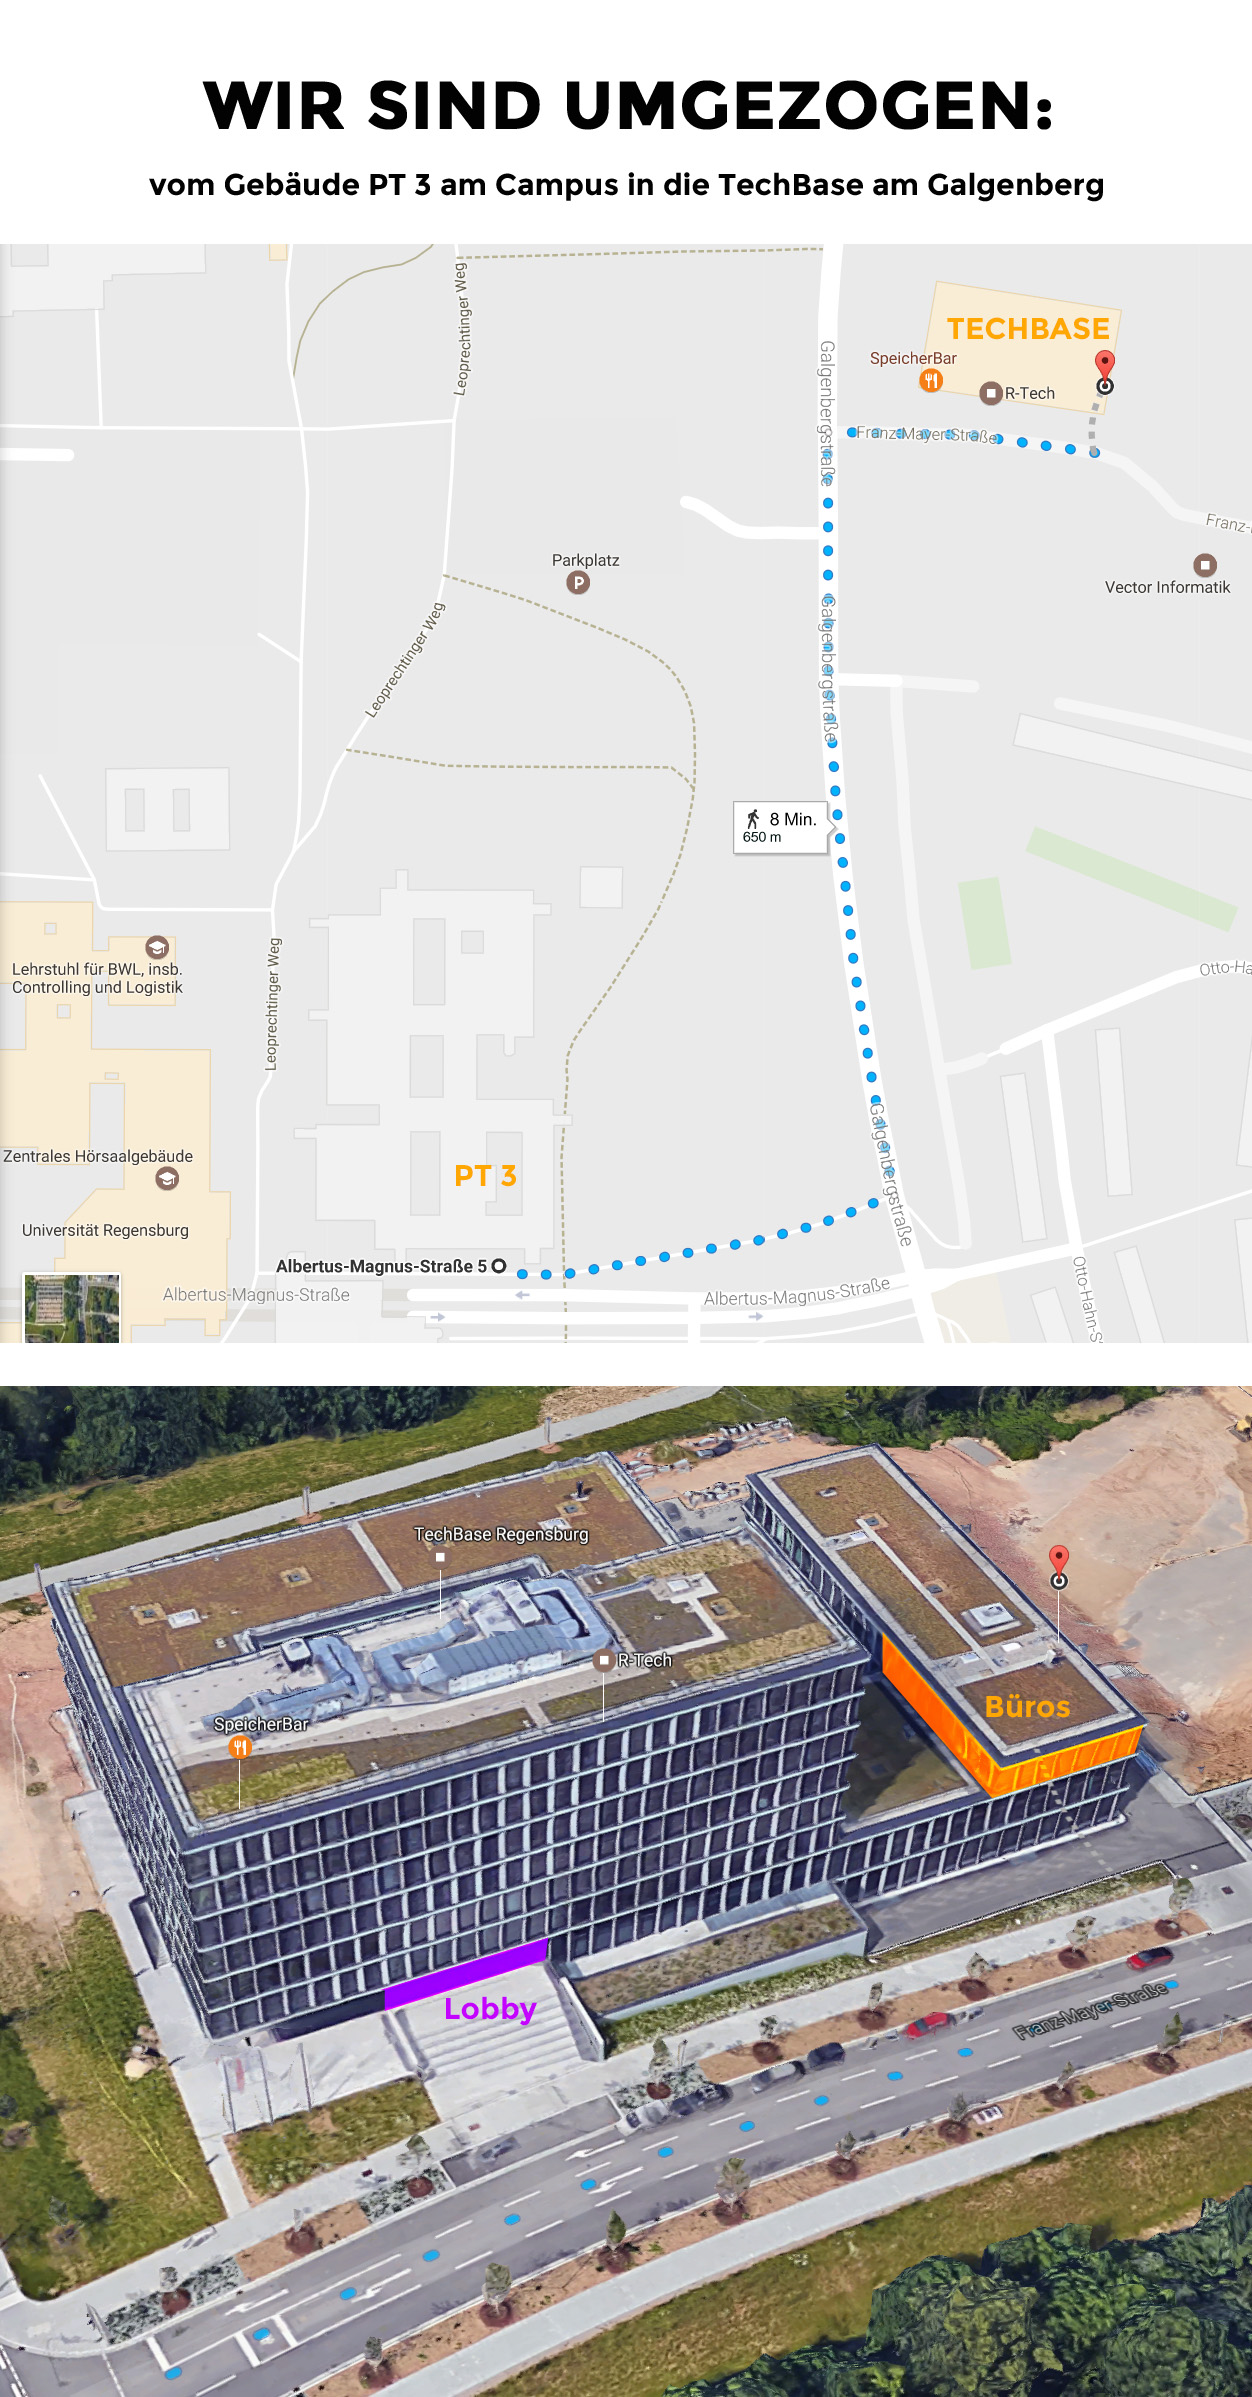 WIR SIND UMGEZOGEN:
vom Gebäude PT 3 am Campus in die TechBase am Galgenberg
Leoprechtinger Weg
Galgenbergstraße
TECHBASE
SpeicherBar
R-Tech
Franz-Mayer-Straße
Franz-
Parkplatz
P
Vector Informatik
Leoprechtinger Weg
Galgenbergstraße
8 Min.
650 m
Lehrstuhl für BWL, insb.
Controlling und Logistik
Leoprechtinger Weg
Otto-Ha
Galgenbergstraße
Zentrales Hörsaalgebäude
PT 3
Universität Regensburg
Albertus-Magnus-Straße 5
Albertus-Magnus-Straße
Albertus-Magnus-Straße
Otto-Hahn-S
TechBase Regensburg
R-Tech
SpeicherBar
Büros
Lobby
Franz-Mayer-Straße